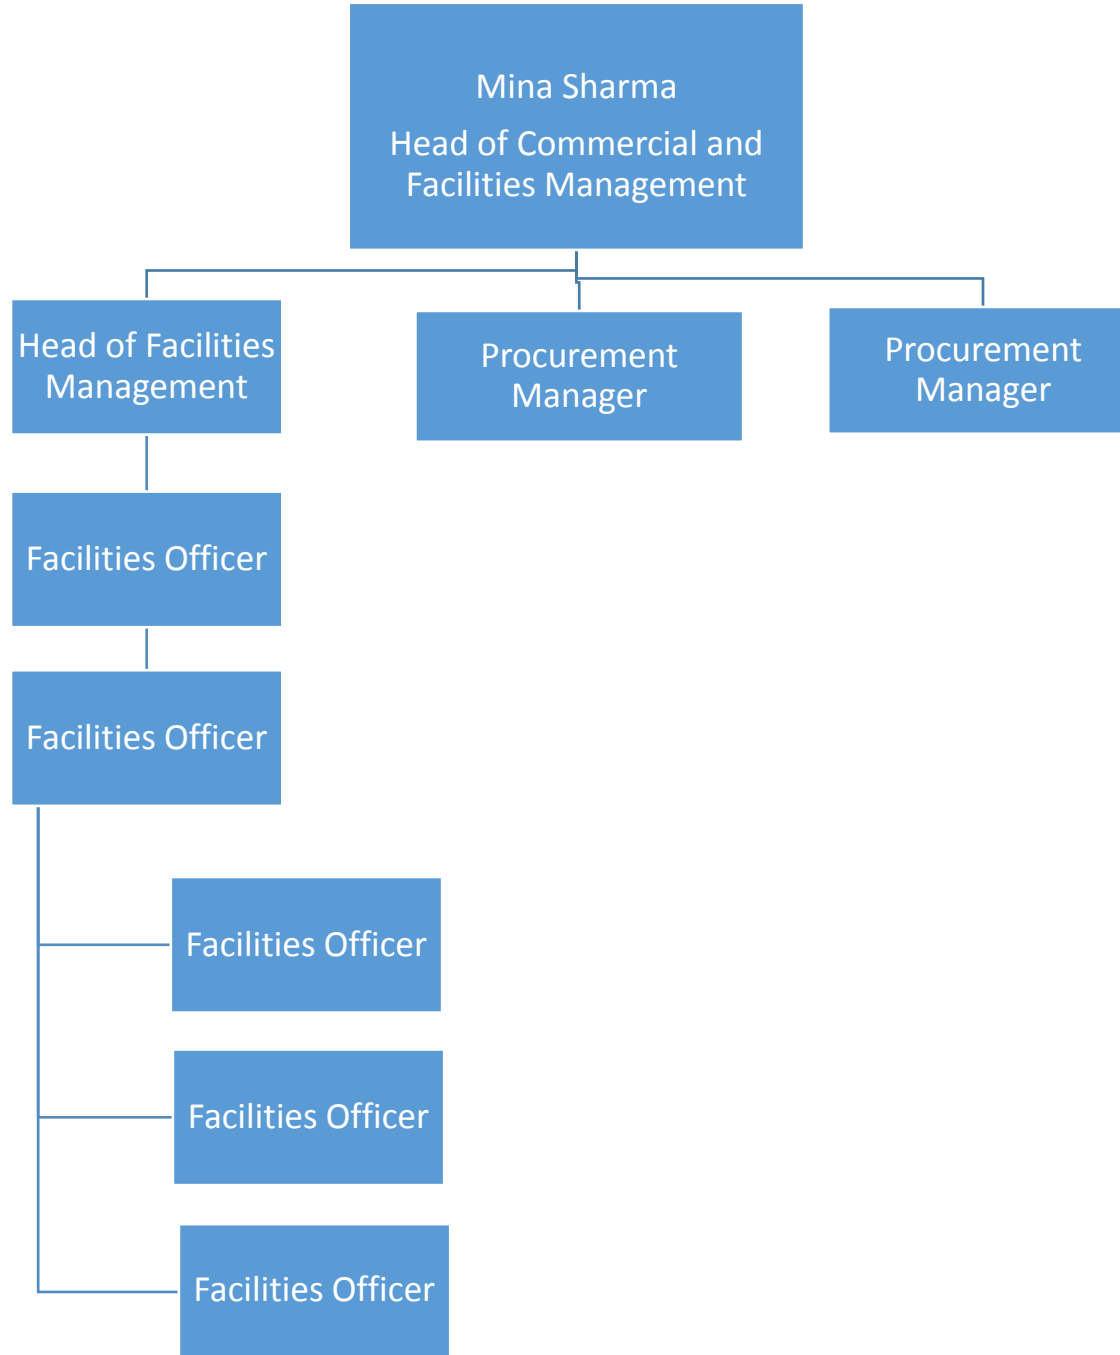 Mina Sharma
Head of Commercial and
Facilities Management
Head of Facilities
Management
Procurement
Manager
Procurement
Manager
Facilities Officer
Facilities Officer
Facilities Officer
Facilities Officer
Facilities Officer